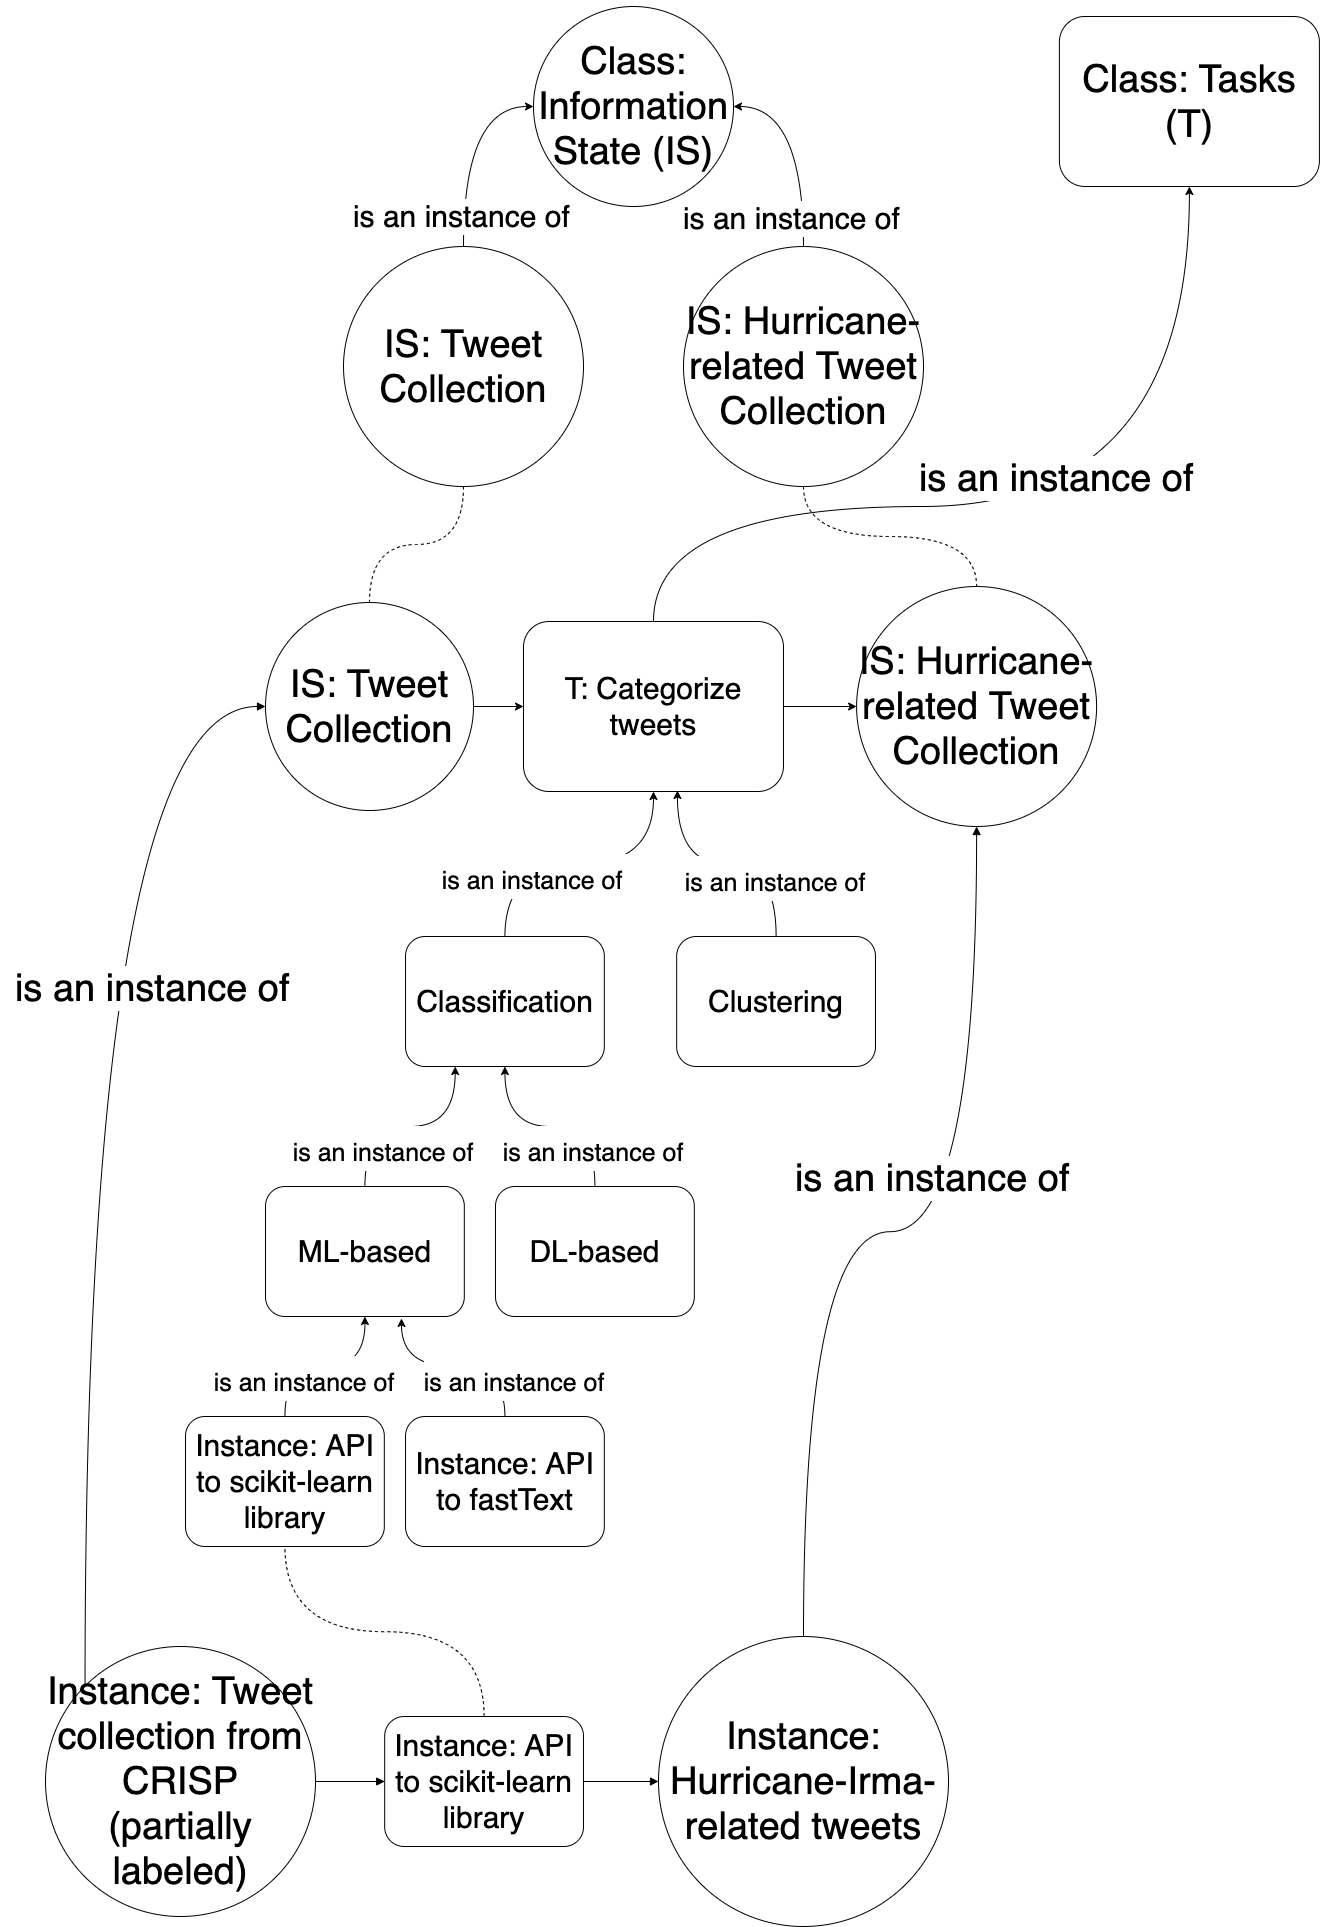 Class:
Information
State (IS)
Class: Tasks
(T)
is an instance of
is an instance of
IS: Tweet
Collection
IS: Hurricane-
related Tweet
Collection
is an instance of
IS: Tweet
Collection
T: Categorize
tweets
IS: Hurricane-
related Tweet
Collection
is an instance of
is an instance of
is an instance of
Classification
Clustering
is an instance of
is an instance of
is an instance of
ML-based
DL-based
is an instance of
is an instance of
Instance: API
to scikit-learn
library
Instance: API
to fastText
Instance: Tweet
collection from
CRISP
(partially
labeled)
Instance: API
to scikit-learn
library
Instance:
Hurricane-Irma-
related tweets